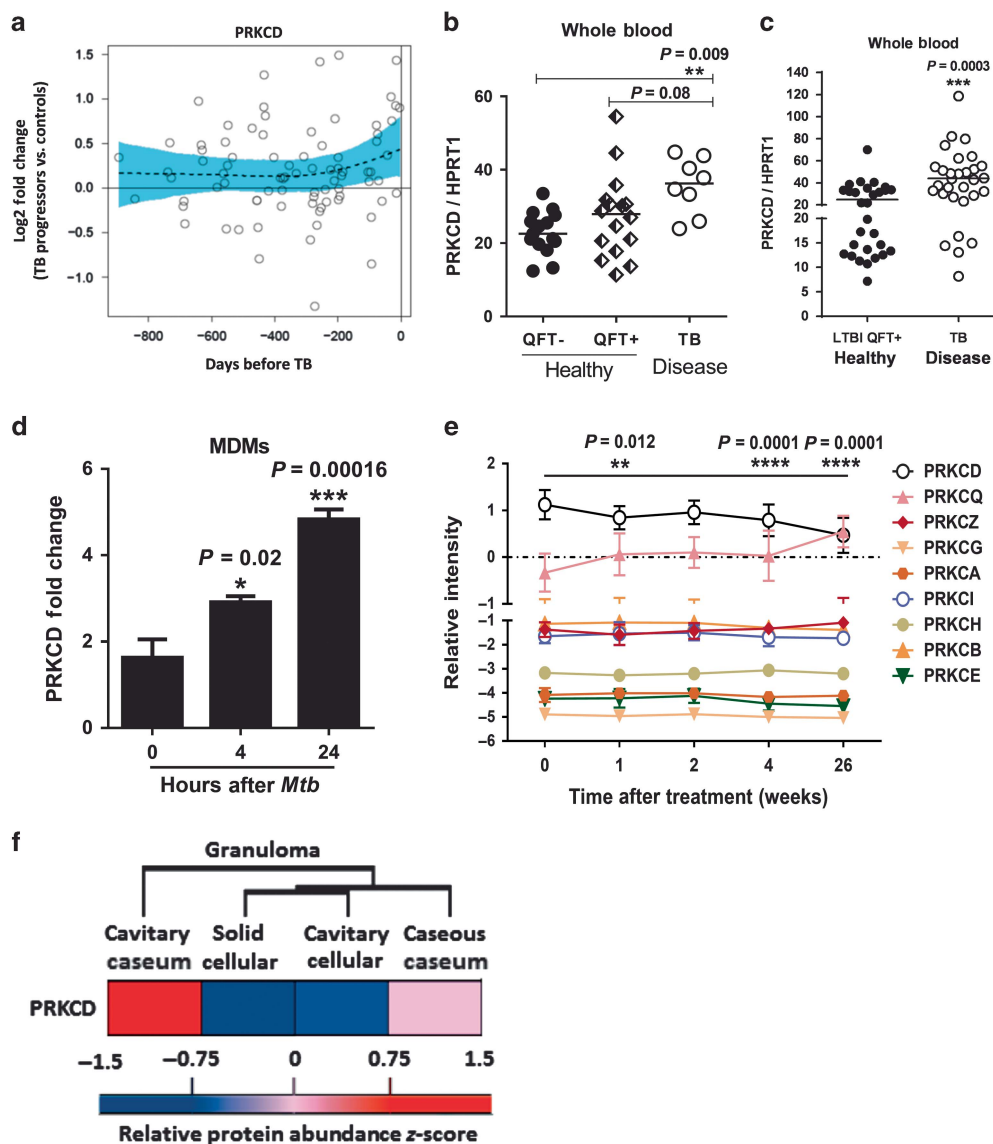 a
PRKCD
Log2 fold change
(TB progressors vs. controls)
1.5
1.0
0.5
0.0
−0.5
−1.0
−800 −600 −400 −200 0
Days before TB
b
Whole blood
P = 0.009
**
P = 0.08
PRKCD / HPRT1
60
40
20
0
QFT- QFT+ TB
Healthy Disease
c
Whole blood
P = 0.0003
***
PRKCD / HPRT1
140
120
100
80
60
40
20
20
15
10
5
0
LTBI QFT+ TB
Healthy Disease
d
MDMs
P = 0.00016
***
P = 0.02
*
PRKCD fold change
6
4
2
0
0 4 24
Hours after Mtb
e
P = 0.012 P = 0.0001 P = 0.0001
** **** ****
Relative intensity
2
1
0
−1
−1
−2
−3
−4
−5
−6
0 1 2 4 26
Time after treatment (weeks)
PRKCD
PRKCQ
PRKCZ
PRKCG
PRKCA
PRKCI
PRKCH
PRKCB
PRKCE
f
Granuloma
Cavitary caseum
Solid cellular
Cavitary cellular
Caseous caseum
PRKCD
−1.5 −0.75 0 0.75 1.5
Relative protein abundance z-score